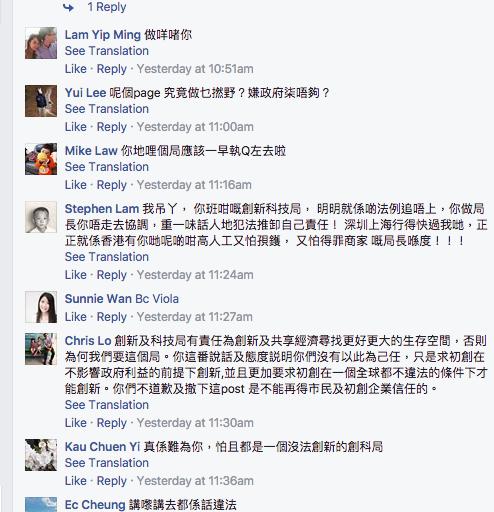 1 Reply
Lam Yip Ming 做咩啫你
See Translation
Like · Reply · Yesterday at 10:51am
Yui Lee 呢個page 究竟做乜撚野？嫌政府柒唔夠？
See Translation
Like · Reply · Yesterday at 11:00am
Mike Law 你地哩個局應該一早執Q左去啦
See Translation
Like · Reply · Yesterday at 11:16am
Stephen Lam 我吊丫， 你班咁嘅創新科技局， 明明就係啲法例追唔上，你做局
長你唔走去協調，重一味話人地犯法推卸自己責任！ 深圳上海行得快過我哋，正
正就係香港有你哋呢啲咁高人工又怕孭鑊， 又怕得罪商家 嘅局長喺度！！！
See Translation
Like · Reply · Yesterday at 11:24am
Sunnie Wan Bc Viola
Like · Reply · Yesterday at 11:27am
Chris Lo 創新及科技局有責任為創新及共享經濟尋找更好更大的生存空間，否則
為何我們要這個局。你這番說話及態度説明你們沒有以此為己任，只是求初創在
不影響政府利益的前提下創新,並且更加要求初創在一個全球都不違法的條件下才
能創新。你們不道歉及撤下這post 是不能再得市民及初創企業信任的。
See Translation
Like · Reply · Yesterday at 11:30am
Kau Chuen Yi 真係難為你，怕且都是一個沒法創新的創科局
See Translation
Like · Reply · Yesterday at 11:36am
Ec Cheung 講嚟講去都係話違法